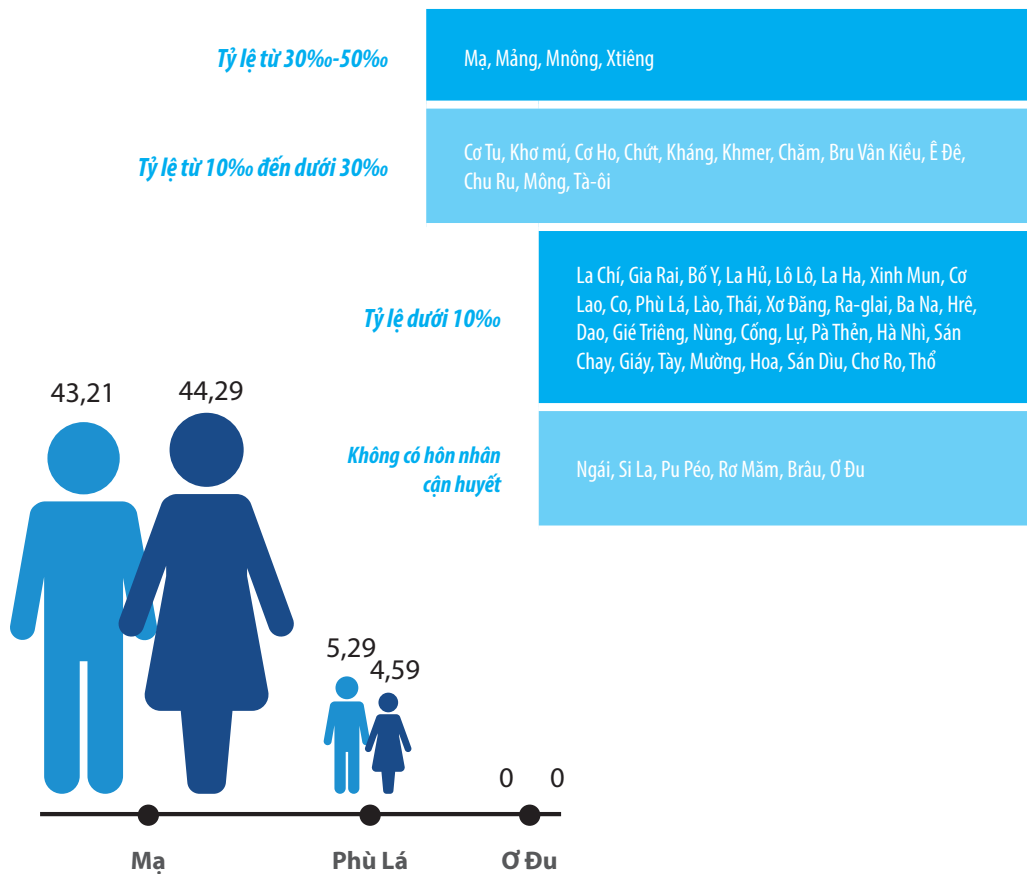 Tỷ lệ từ 30‰-50‰
Mạ, Mảng, Mnông, Xtiêng
Tỷ lệ từ 10‰ đến dưới 30‰
Cơ Tu, Khơ mú, Cơ Ho, Chứt, Kháng, Khmer, Chăm, Bru Vân Kiều, Ê Đê,
Chu Ru, Mông, Tà-ôi
Tỷ lệ dưới 10‰
La Chí, Gia Rai, Bố Y, La Hủ, Lô Lô, La Ha, Xinh Mun, Cơ
Lao, Co, Phù Lá, Lào, Thái, Xơ Đăng, Ra-glai, Ba Na, Hrê,
Dao, Gié Triêng, Nùng, Cống, Lự, Pà Thẻn, Hà Nhì, Sán
Chay, Giáy, Tày, Mường, Hoa, Sán Dìu, Chơ Ro, Thổ
Không có hôn nhân
cận huyết
Ngái, Si La, Pu Péo, Rơ Măm, Brâu, Ơ Đu
43,21
44,29
5,29
4,59
0 0
Mạ
Phù Lá
Ơ Đu